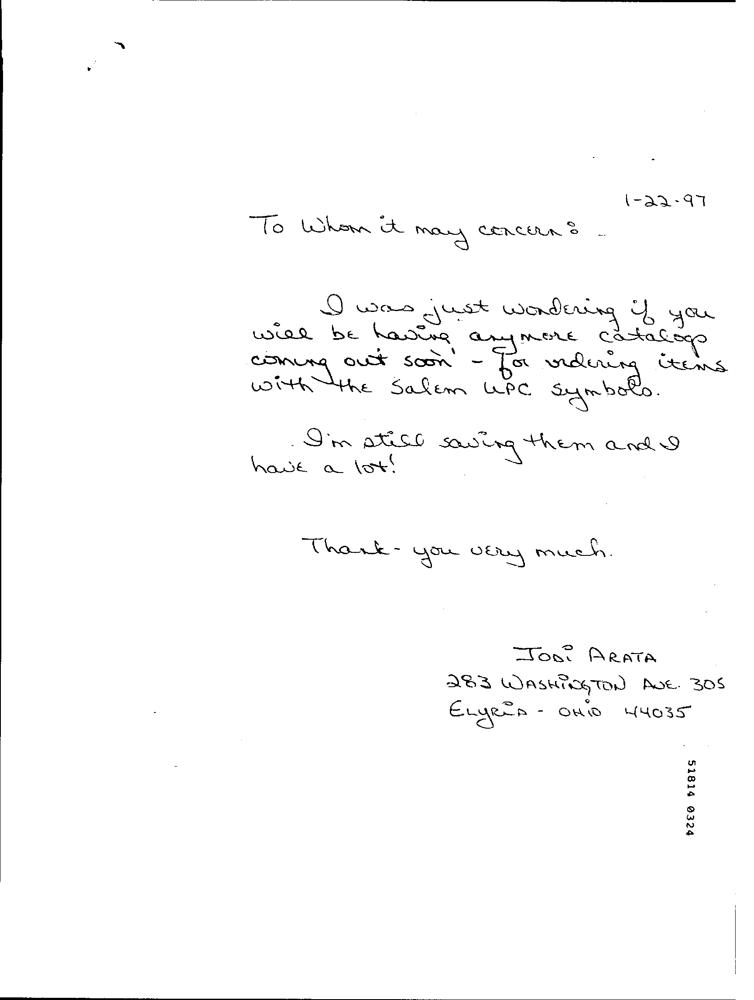 1-22-97
To Whom it may concern:
I was just wondering if you
will be having anymore catalogs
coming out soon - for ordering items
with the Salem UPC symbols.
I'm still saving them and I
have a lot!
Thank-you very much.
Jodi Arata
283 Washington Ave. 305
Elyria - Ohio 44035
51814 0324